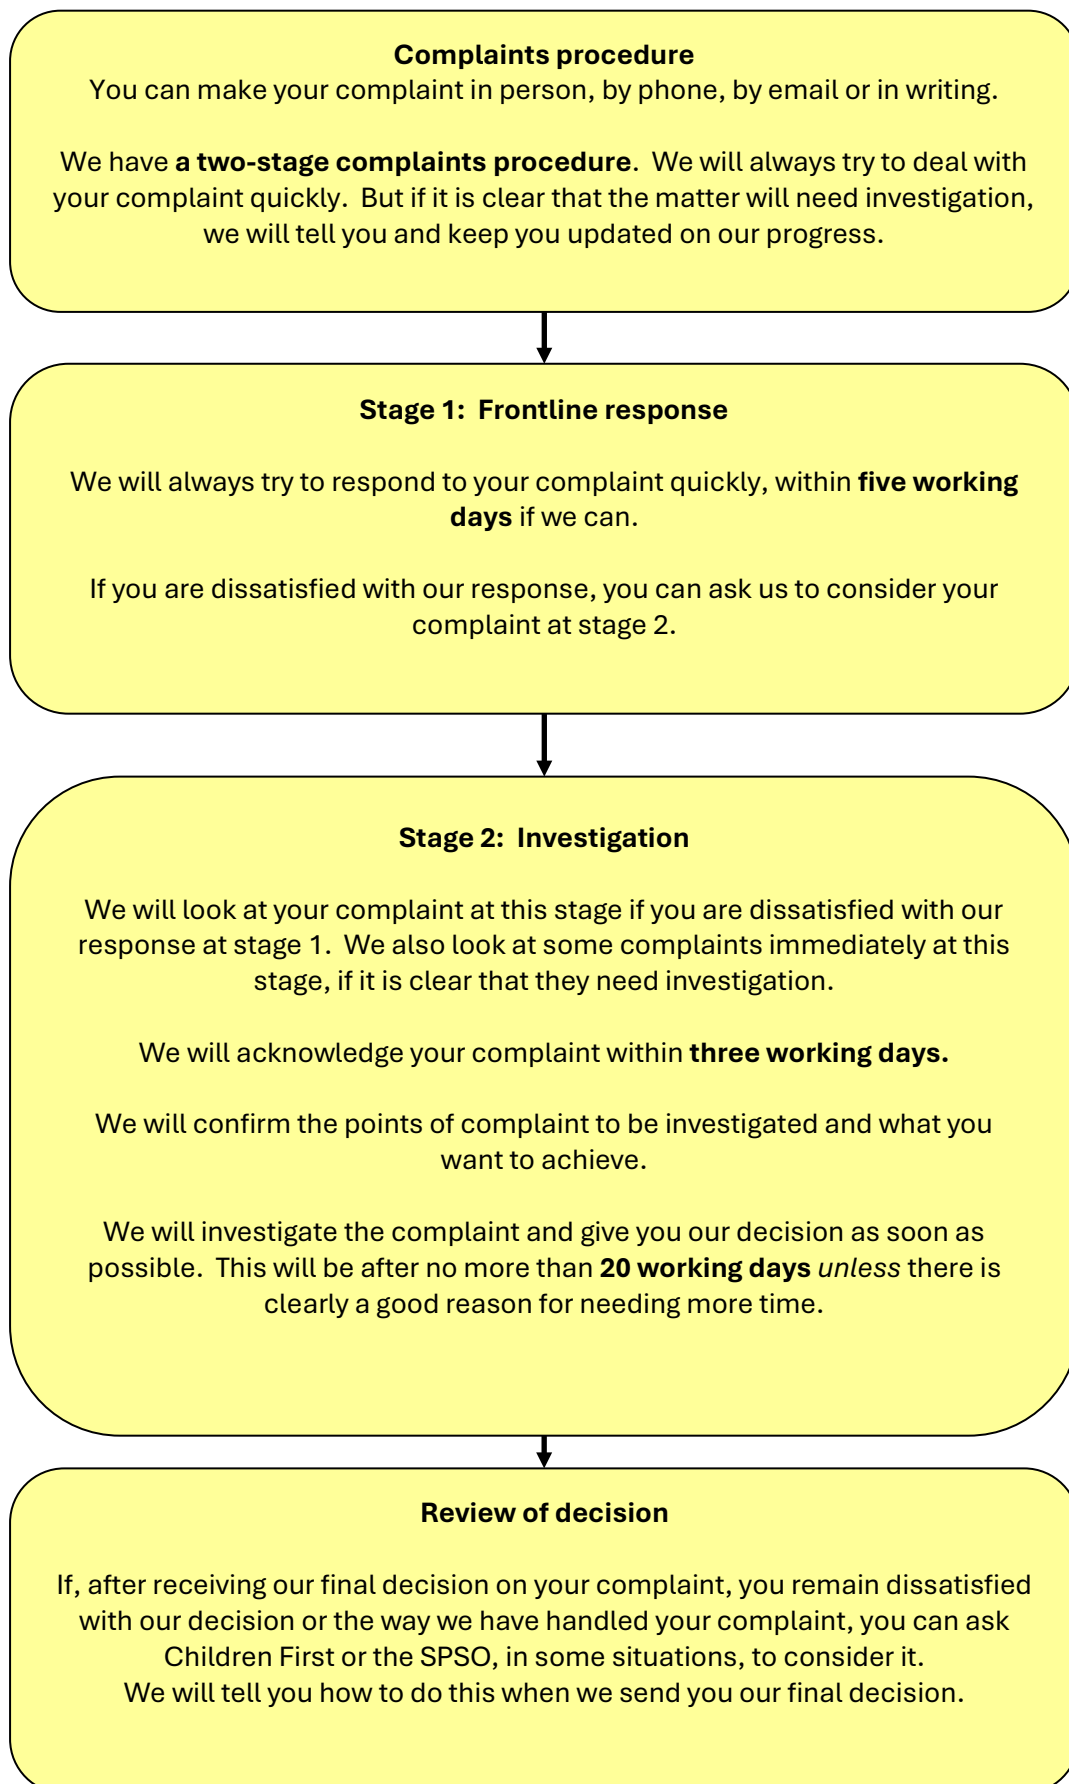 Complaints procedure
You can make your complaint in person, by phone, by email or in writing.
We have a two-stage complaints procedure.  We will always try to deal with
your complaint quickly.  But if it is clear that the matter will need investigation,
we will tell you and keep you updated on our progress.
Stage 1:  Frontline response
We will always try to respond to your complaint quickly, within five working
days if we can.
If you are dissatisfied with our response, you can ask us to consider your
complaint at stage 2.
Stage 2:  Investigation
We will look at your complaint at this stage if you are dissatisfied with our
response at stage 1.  We also look at some complaints immediately at this
stage, if it is clear that they need investigation.
We will acknowledge your complaint within three working days.
We will confirm the points of complaint to be investigated and what you
want to achieve.
We will investigate the complaint and give you our decision as soon as
possible.  This will be after no more than 20 working days unless there is
clearly a good reason for needing more time.
Review of decision
If, after receiving our final decision on your complaint, you remain dissatisfied
with our decision or the way we have handled your complaint, you can ask
Children First or the SPSO, in some situations, to consider it.
We will tell you how to do this when we send you our final decision.